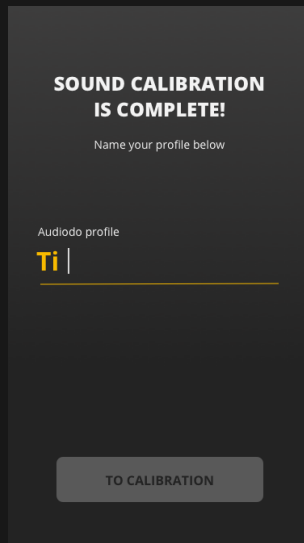 SOUND CALIBRATION
IS COMPLETE!
Name your profile below
Audiodo profile
Ti
TO CALIBRATION